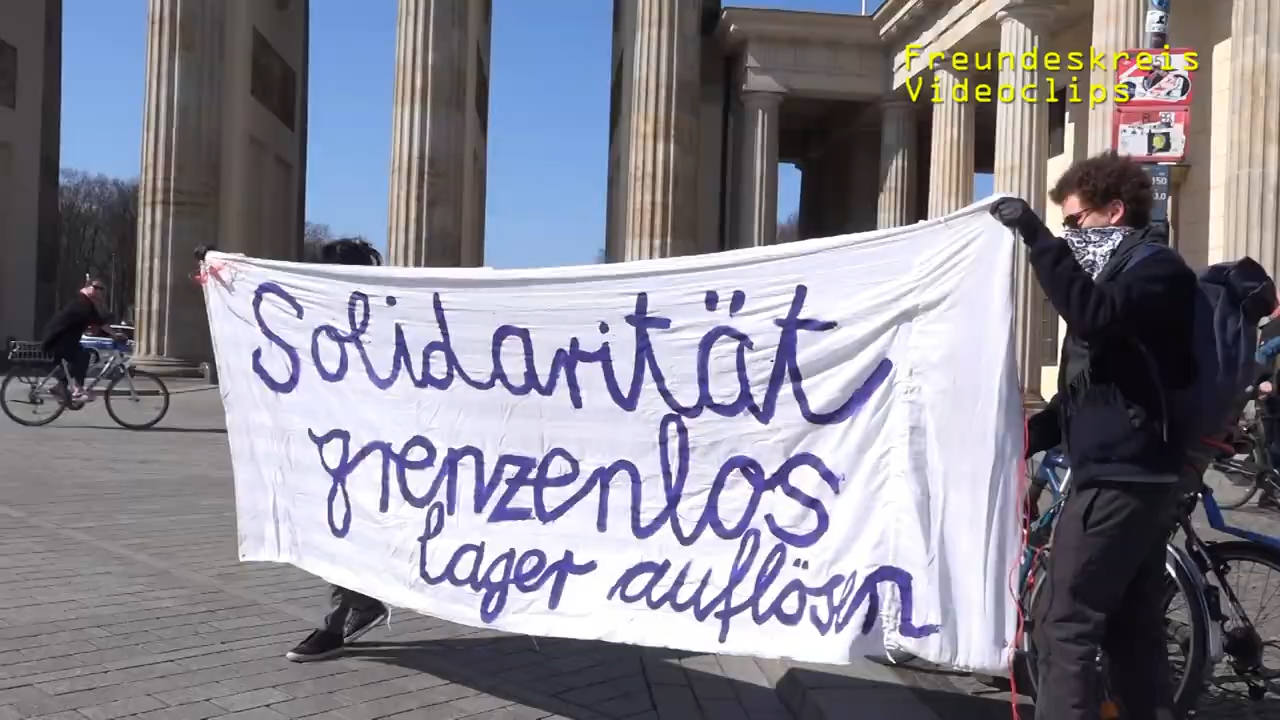 Freundeskreis
Videoclips
Solidarität
grenzenlos
lager auflösen